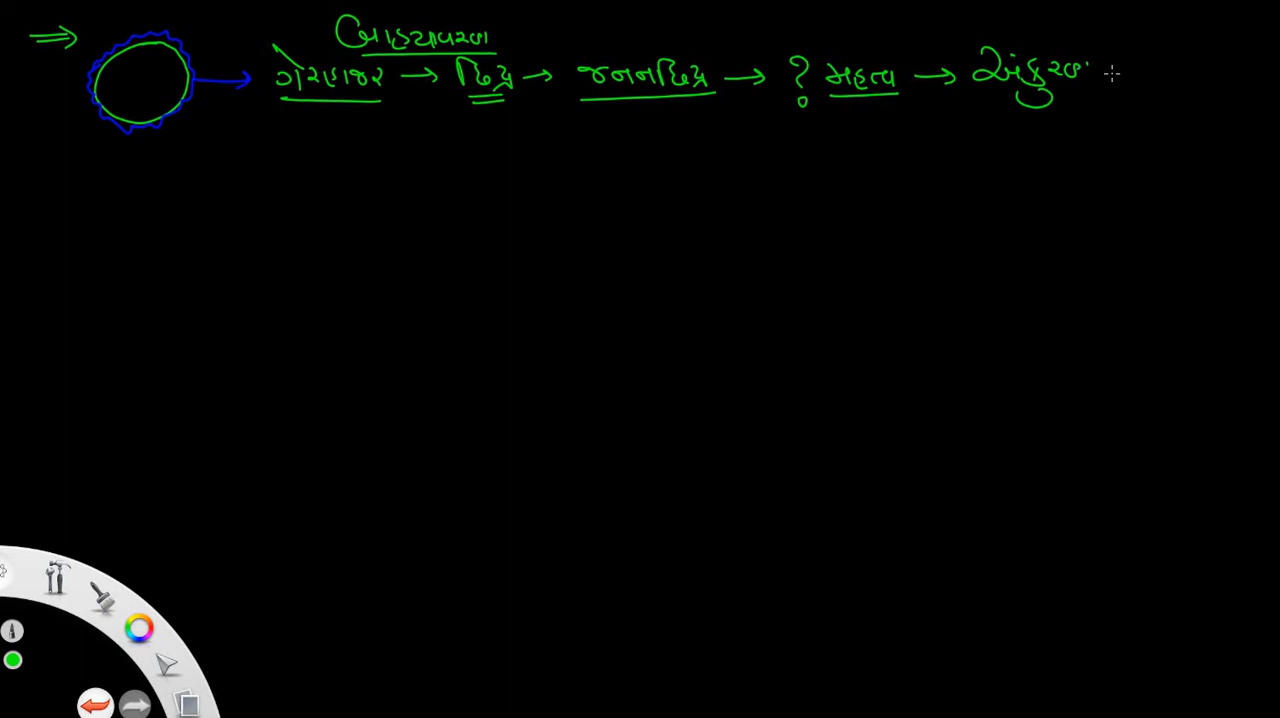 બાહ્યાવરણ
⇒ → ગેરહાજર → છિદ્ર → જનનછિદ્ર → ? મહત્વ → અંકુરણ